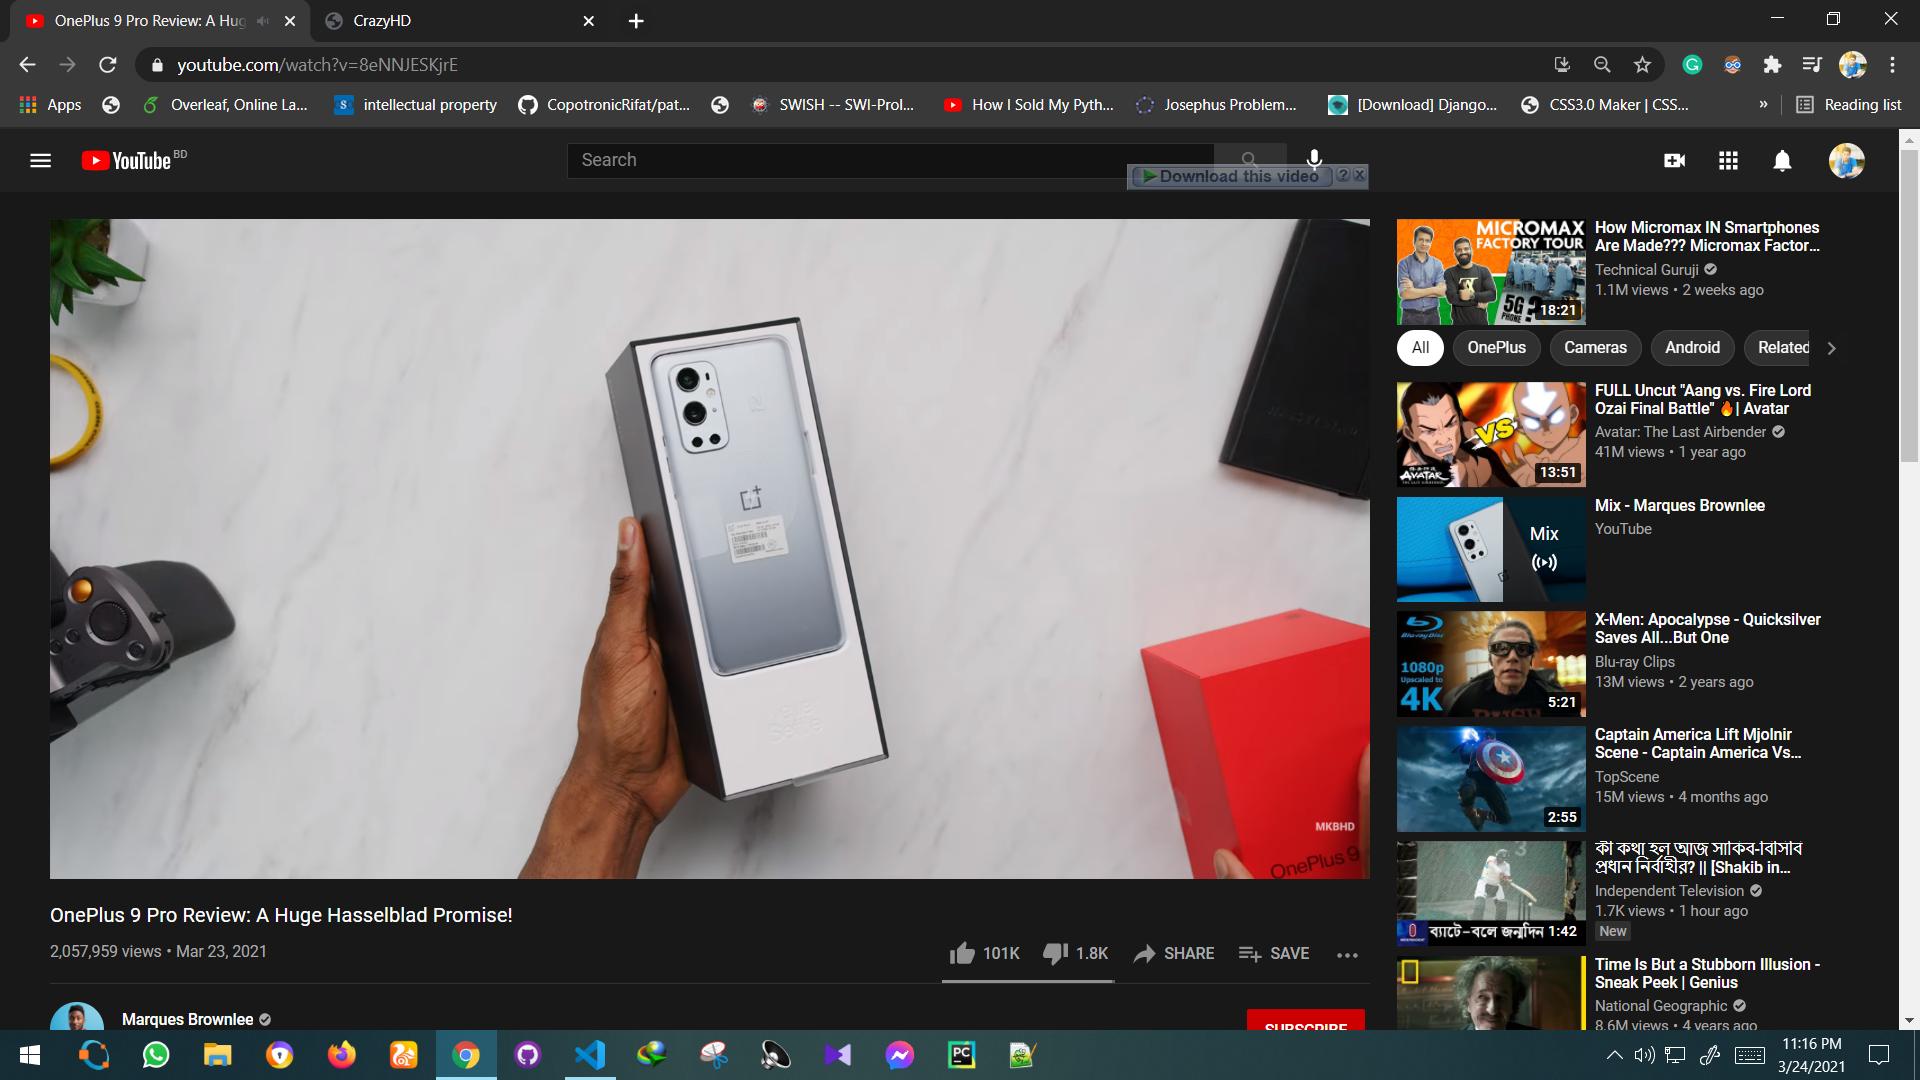 OnePlus 9 Pro Review: A Hug
CrazyHD
youtube.com/watch?v=8eNNJESKjrE
Apps
Overleaf, Online La...
intellectual property
CopotronicRifat/pat...
SWISH -- SWI-Prol...
How I Sold My Pyth...
Josephus Problem...
[Download] Django...
CSS3.0 Maker | CSS...
»
Reading list
YouTube BD
Search
Download this video
MKBHD
OnePlus 9
OnePlus 9 Pro Review: A Huge Hasselblad Promise!
2,057,959 views • Mar 23, 2021
101K
1.8K
SHARE
SAVE
Marques Brownlee
SUBSCRIBE
MICROMAX
FACTORY TOUR
5G ?
PHONE
18:21
How Micromax IN Smartphones
Are Made??? Micromax Factor...
Technical Guruji
1.1M views • 2 weeks ago
All
OnePlus
Cameras
Android
Related
VS
AVATAR
13:51
FULL Uncut "Aang vs. Fire Lord
Ozai Final Battle" 🔥| Avatar
Avatar: The Last Airbender
41M views • 1 year ago
Mix
Mix - Marques Brownlee
YouTube
Blu-ray Disc
1080p
Upscaled to
4K
5:21
X-Men: Apocalypse - Quicksilver
Saves All...But One
Blu-ray Clips
13M views • 2 years ago
2:55
Captain America Lift Mjolnir
Scene - Captain America Vs...
TopScene
15M views • 4 months ago
ব্যাটে-বলে জন্মদিন 1:42
কী কথা হল আজ সাকিব-বিসিবি
প্রধান নির্বাহীর? || [Shakib in...
Independent Television
1.7K views • 1 hour ago
New
Time Is But a Stubborn Illusion -
Sneak Peek | Genius
National Geographic
8.6M views • 4 years ago
11:16 PM
3/24/2021